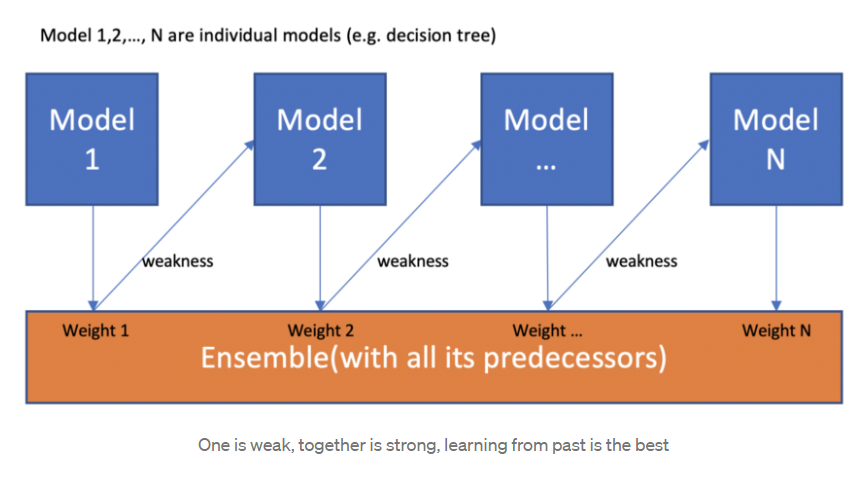 Model 1,2,..., N are individual models (e.g. decision tree)
Model
1
Model
2
Model
...
Model
N
weakness
weakness
weakness
Weight 1
Weight 2
Weight ...
Weight N
Ensemble(with all its predecessors)
One is weak, together is strong, learning from past is the best